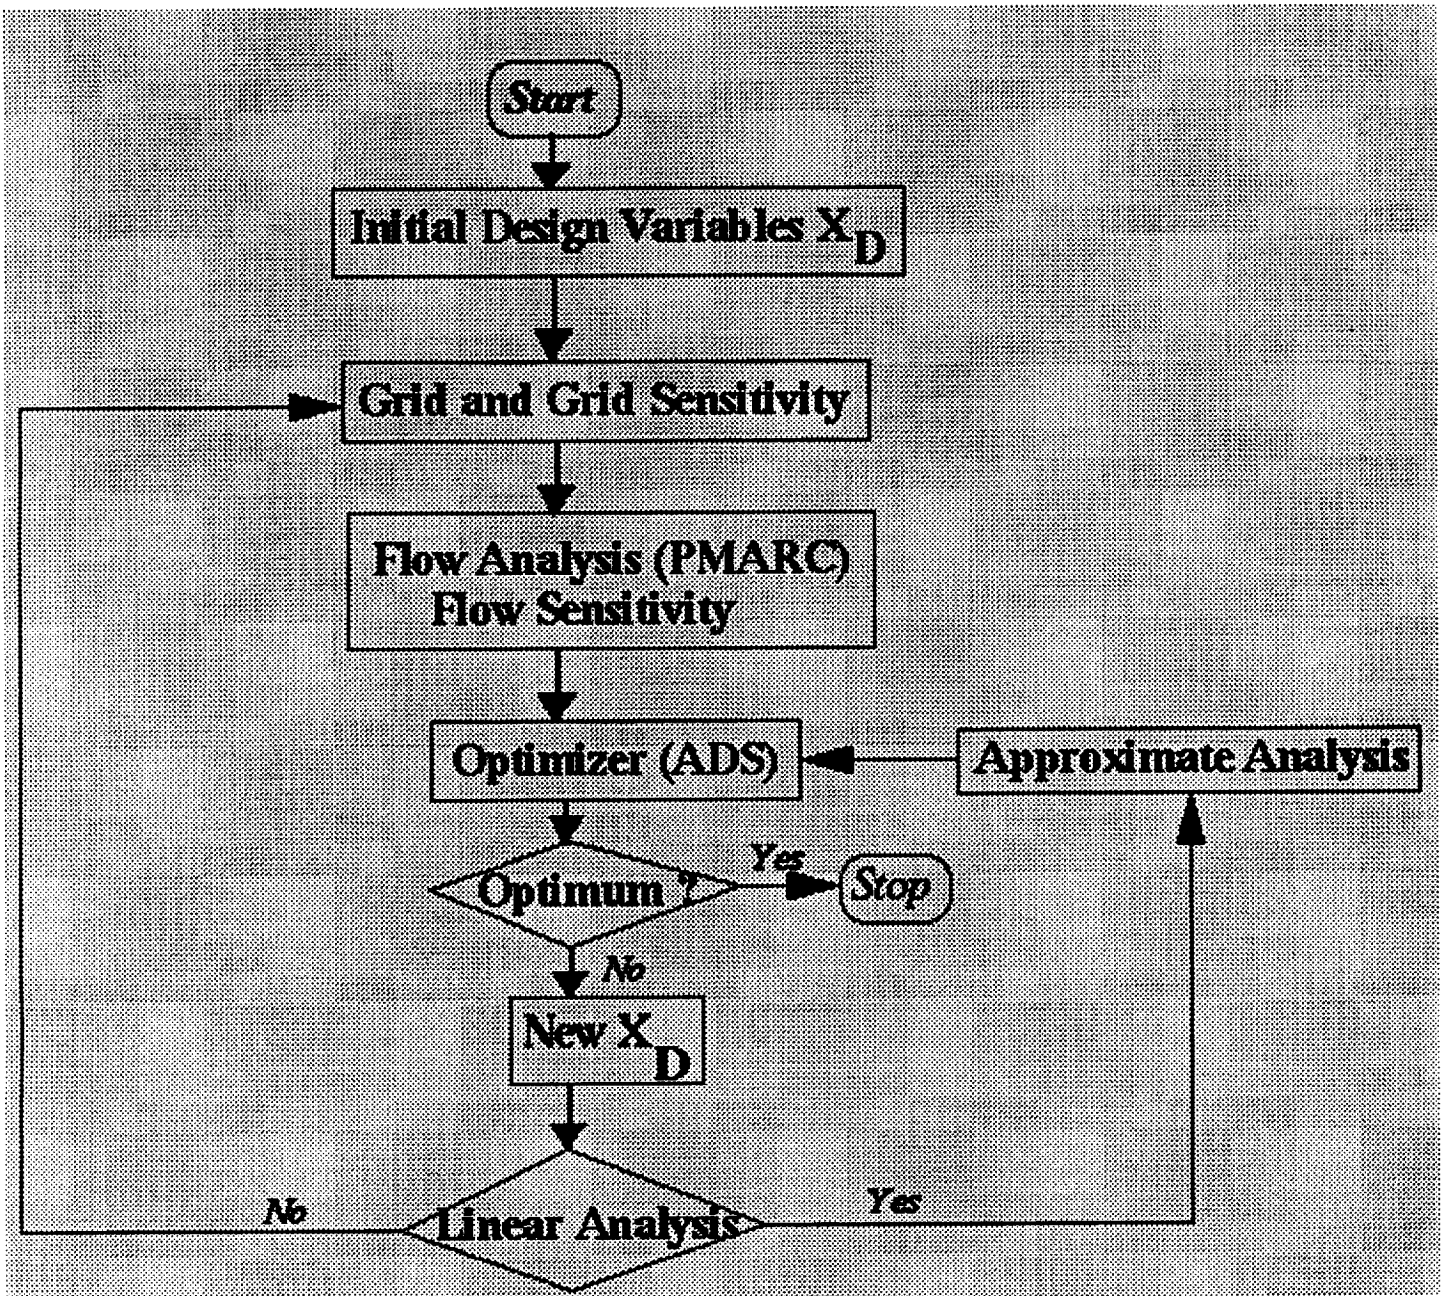 Start
Initial Design Variables X_D
Grid and Grid Sensitivity
Flow Analysis (PMARC)
Flow Sensitivity
Optimizer (ADS)
Approximate Analysis
Yes
Optimum ?
Stop
No
New X_D
No
Yes
Linear Analysis